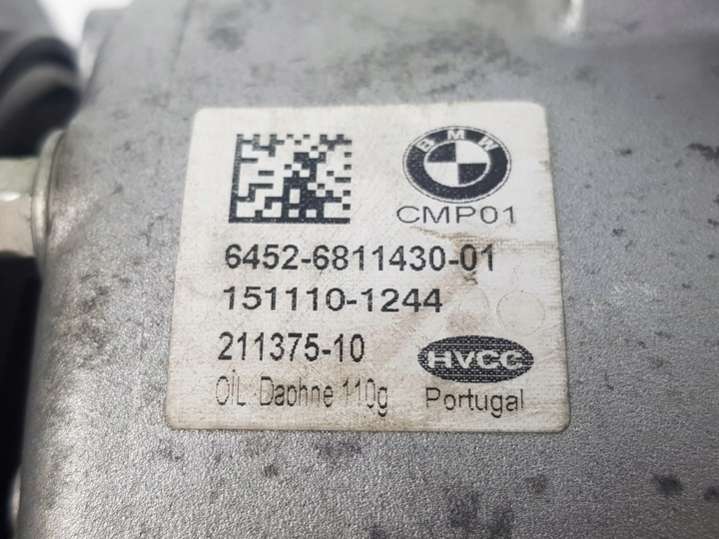 BMW
CMP01
6452-6811430-01
151110-1244
211375-10
HVCC
OIL: Daphne 110g
Portugal